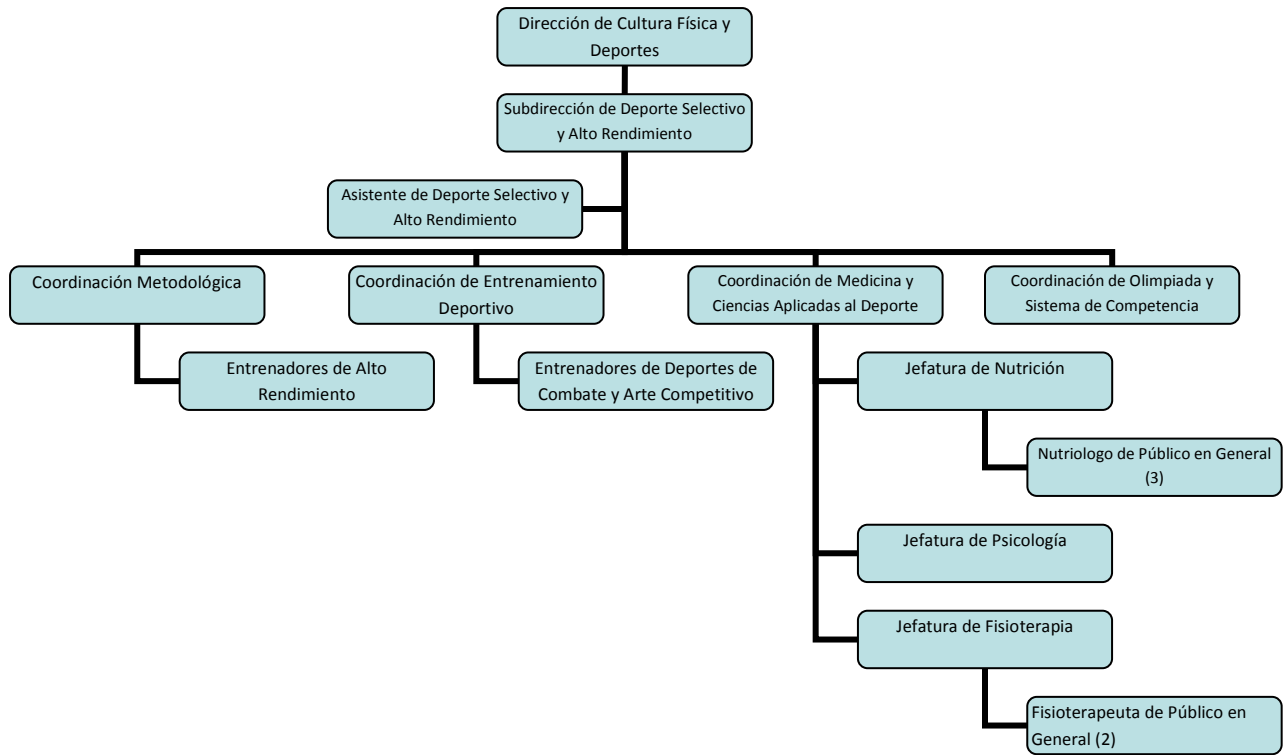 Dirección de Cultura Física y
Deportes
Subdirección de Deporte Selectivo
y Alto Rendimiento
Asistente de Deporte Selectivo y
Alto Rendimiento
Coordinación Metodológica
Coordinación de Entrenamiento
Deportivo
Coordinación de Medicina y
Ciencias Aplicadas al Deporte
Coordinación de Olimpiada y
Sistema de Competencia
Entrenadores de Alto
Rendimiento
Entrenadores de Deportes de
Combate y Arte Competitivo
Jefatura de Nutrición
Nutriologo de Público en General
(3)
Jefatura de Psicología
Jefatura de Fisioterapia
Fisioterapeuta de Público en
General (2)